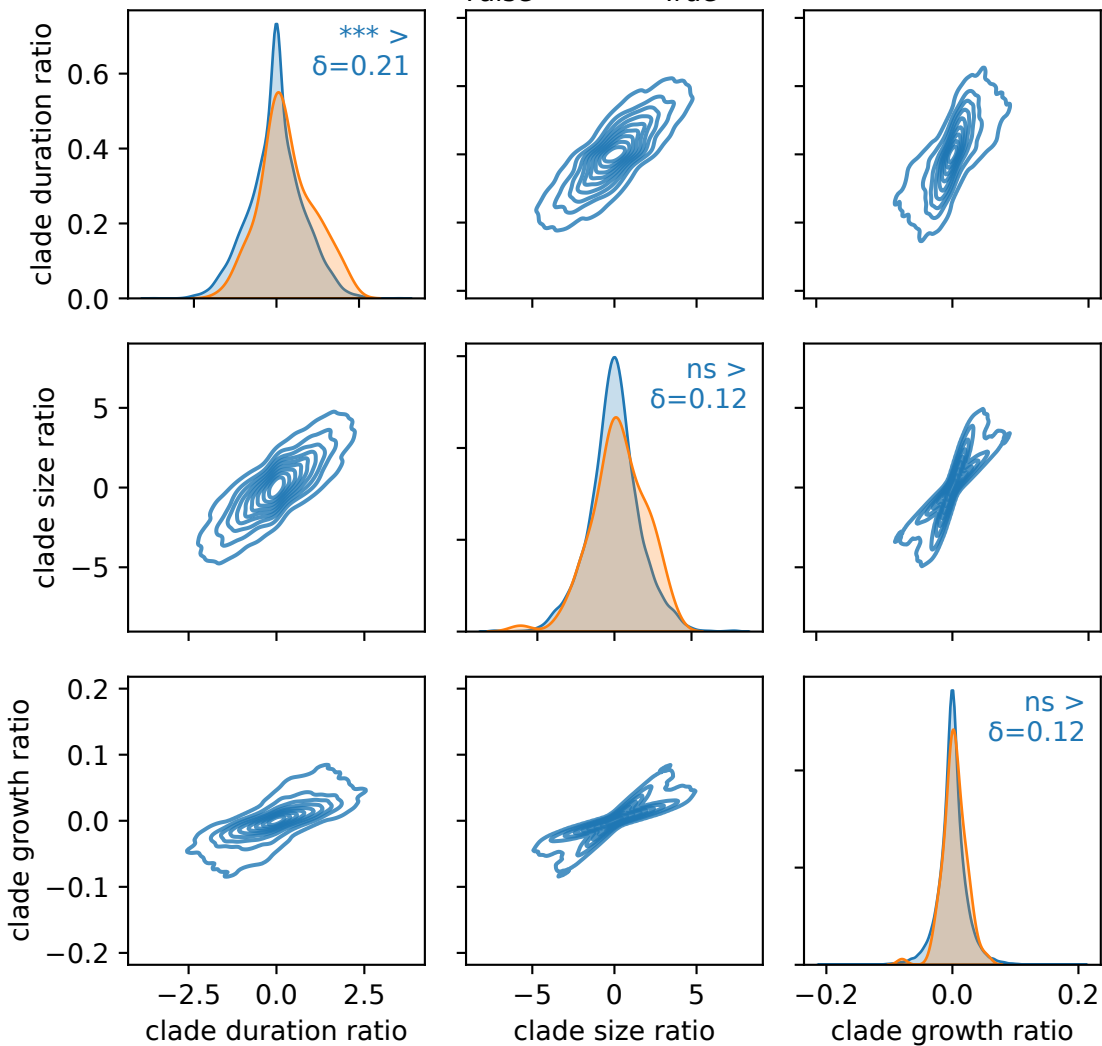 clade duration ratio
0.6
0.4
0.2
0.0
*** >
δ=0.21
clade size ratio
5
0
−5
ns >
δ=0.12
clade growth ratio
0.2
0.1
0.0
−0.1
−0.2
ns >
δ=0.12
−2.5 0.0 2.5
clade duration ratio
−5 0 5
clade size ratio
−0.2 0.0 0.2
clade growth ratio